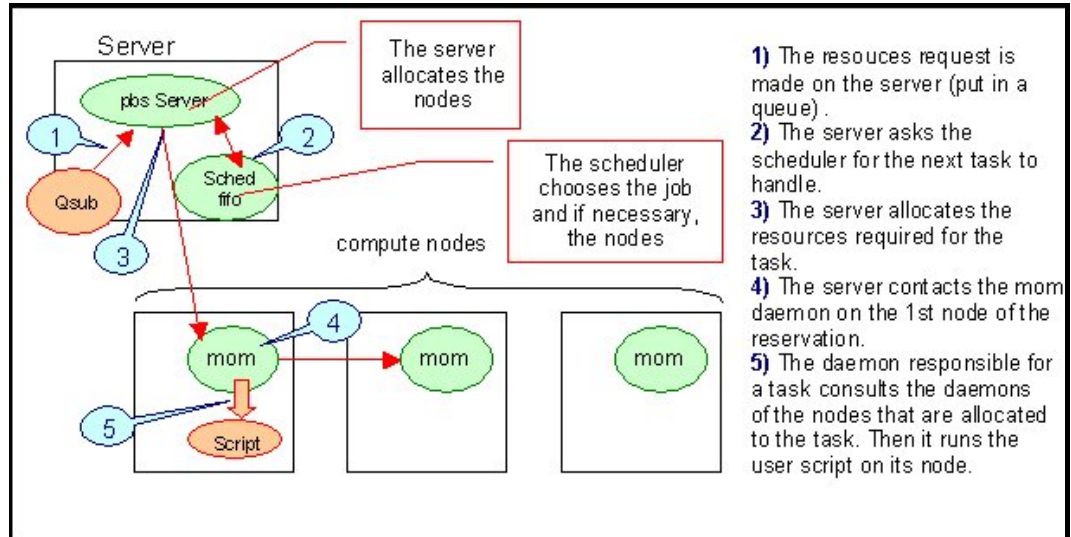 Server
pbs Server
1
2
Qsub
Sched
fifo
3
The server
allocates the
nodes
The scheduler
chooses the job
and if necessary,
the nodes
compute nodes
mom
4
mom
mom
5
Script
1) The resouces request is
made on the server (put in a
queue) .
2) The server asks the
scheduler for the next task to
handle.
3) The server allocates the
resources required for the
task.
4) The server contacts the mom
daemon on the 1st node of the
reservation.
5) The daemon responsible for
a task consults the daemons
of the nodes that are allocated
to the task. Then it runs the
user script on its node.